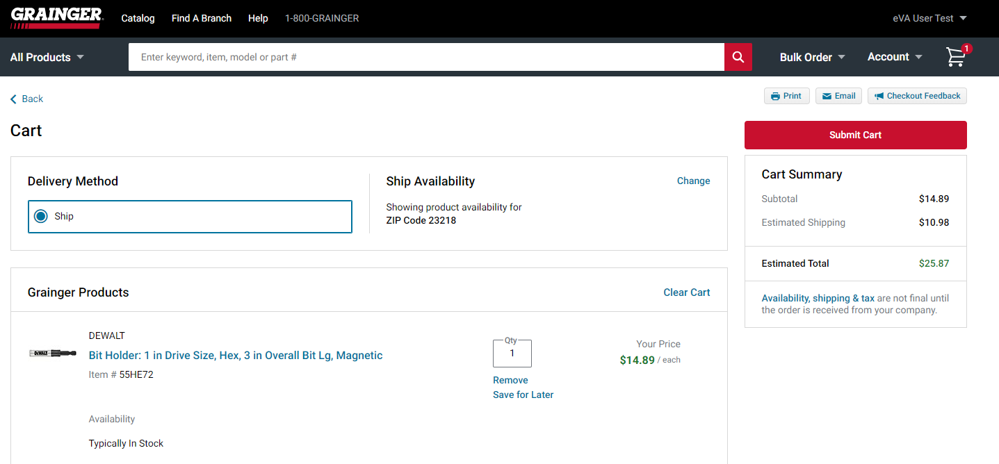 GRAINGER
Catalog Find A Branch Help 1-800-GRAINGER eVA User Test
All Products Enter keyword, item, model or part # Bulk Order Account 1
Back Print Email Checkout Feedback
Cart
Submit Cart
Delivery Method
Ship
Ship Availability Change
Showing product availability for
ZIP Code 23218
Cart Summary
Subtotal $14.89
Estimated Shipping $10.98
Estimated Total $25.87
Availability, shipping & tax are not final until
the order is received from your company.
Grainger Products Clear Cart
DEWALT
DEWALT
Bit Holder: 1 in Drive Size, Hex, 3 in Overall Bit Lg, Magnetic
Item # 55HE72
Qty
1
Remove
Save for Later
Your Price
$14.89 / each
Availability
Typically In Stock